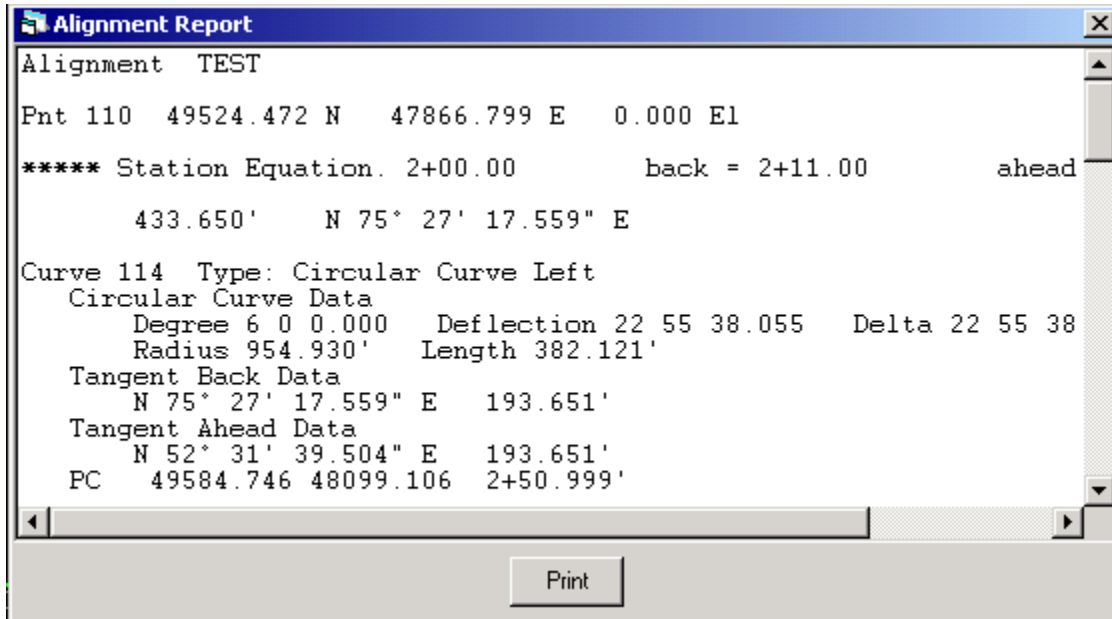 Alignment Report
Alignment TEST
Pnt 110 49524.472 N 47866.799 E 0.000 El
***** Station Equation. 2+00.00 back = 2+11.00 ahead
433.650' N 75° 27' 17.559" E
Curve 114 Type: Circular Curve Left
Circular Curve Data
Degree 6 0 0.000 Deflection 22 55 38.055 Delta 22 55 38
Radius 954.930' Length 382.121'
Tangent Back Data
N 75° 27' 17.559" E 193.651'
Tangent Ahead Data
N 52° 31' 39.504" E 193.651'
PC 49584.746 48099.106 2+50.999'
Print